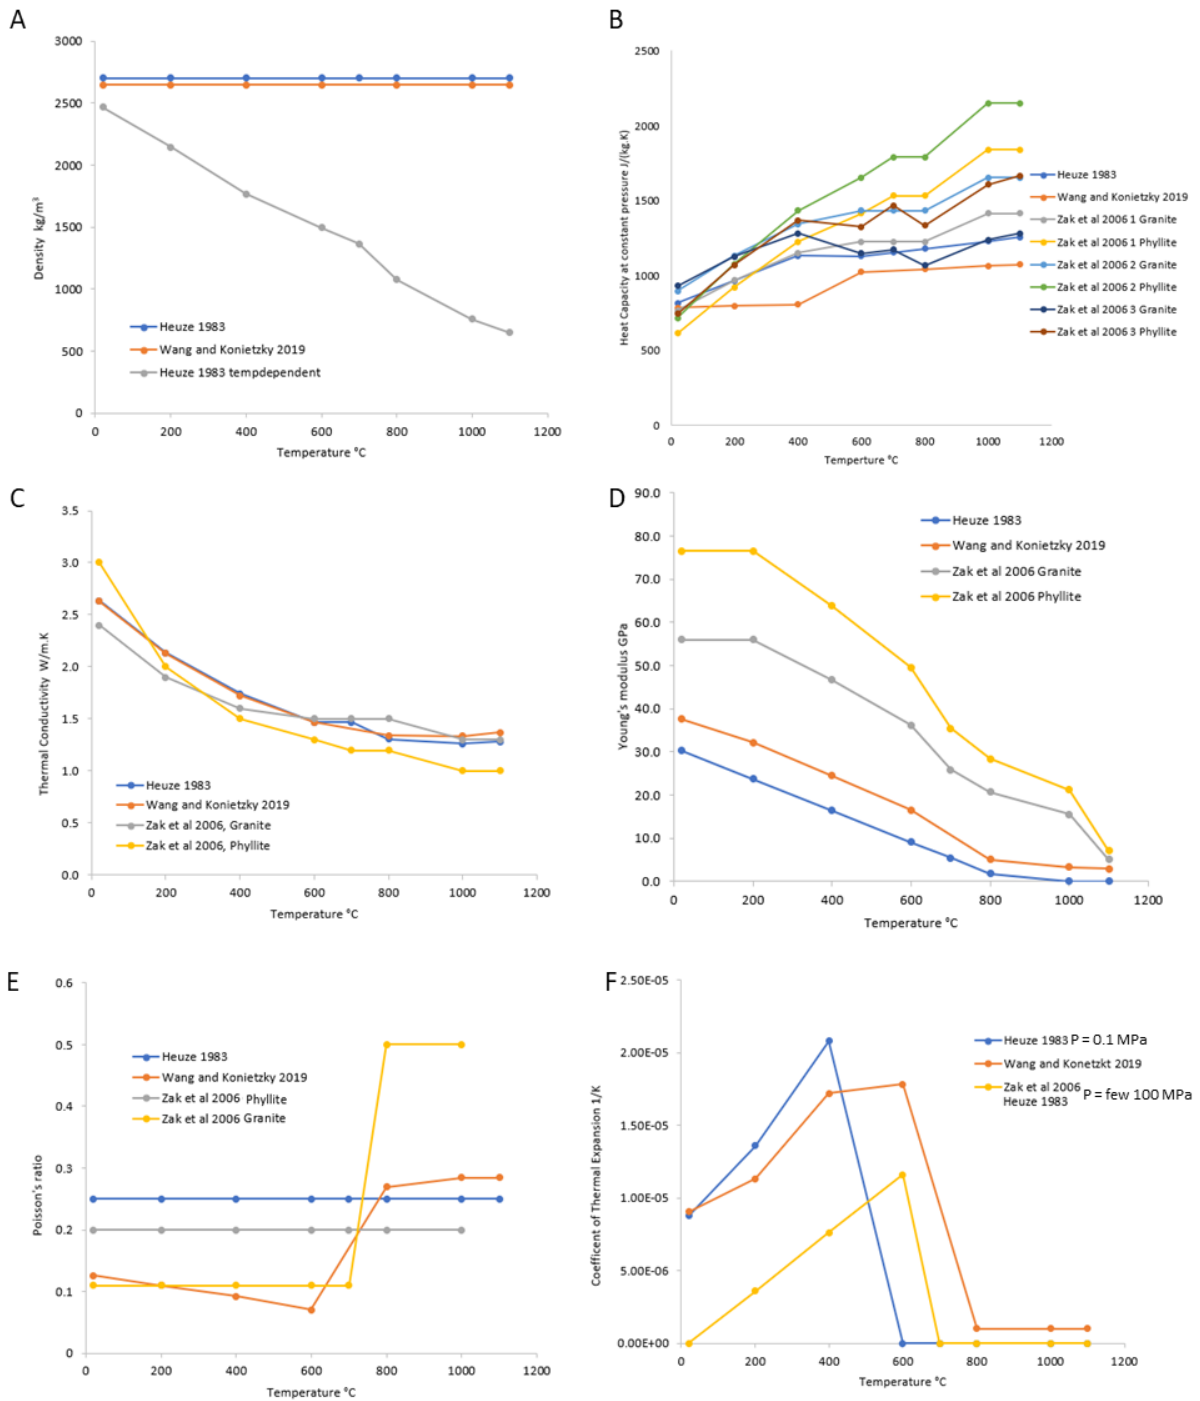 A
3000
2500
2000
1500
1000
500
0
Density kg/m³
Heuze 1983
Wang and Konietzky 2019
Heuze 1983 tempdependent
0 200 400 600 800 1000 1200
Temperature °C
B
2500
2000
1500
1000
500
0
Heat Capacity at constant pressure J/(kg.K)
Heuze 1983
Wang and Konietzky 2019
Zak et al 2006 1 Granite
Zak et al 2006 1 Phyllite
Zak et al 2006 2 Granite
Zak et al 2006 2 Phyllite
Zak et al 2006 3 Granite
Zak et al 2006 3 Phyllite
0 200 400 600 800 1000 1200
Temperture °C
C
3.5
3.0
2.5
2.0
1.5
1.0
0.5
0.0
Thermal Conductivity W/m.K
Heuze 1983
Wang and Konietzky 2019
Zak et al 2006, Granite
Zak et al 2006, Phyllite
0 200 400 600 800 1000 1200
Temperature °C
D
90.0
80.0
70.0
60.0
50.0
40.0
30.0
20.0
10.0
0.0
Young's modulus GPa
Heuze 1983
Wang and Konietzky 2019
Zak et al 2006 Granite
Zak et al 2006 Phyllite
0 200 400 600 800 1000 1200
Temperature °C
E
0.6
0.5
0.4
0.3
0.2
0.1
0
Poisson's ratio
Heuze 1983
Wang and Konietzky 2019
Zak et al 2006 Phyllite
Zak et al 2006 Granite
0 200 400 600 800 1000 1200
Temperature °C
F
2.50E-05
2.00E-05
1.50E-05
1.00E-05
5.00E-06
0.00E+00
Coefficent of Thermal Expansion 1/K
Heuze 1983 P = 0.1 MPa
Wang and Konetzkt 2019
Zak et al 2006
Heuze 1983 P = few 100 MPa
0 200 400 600 800 1000 1200
Temperature °C